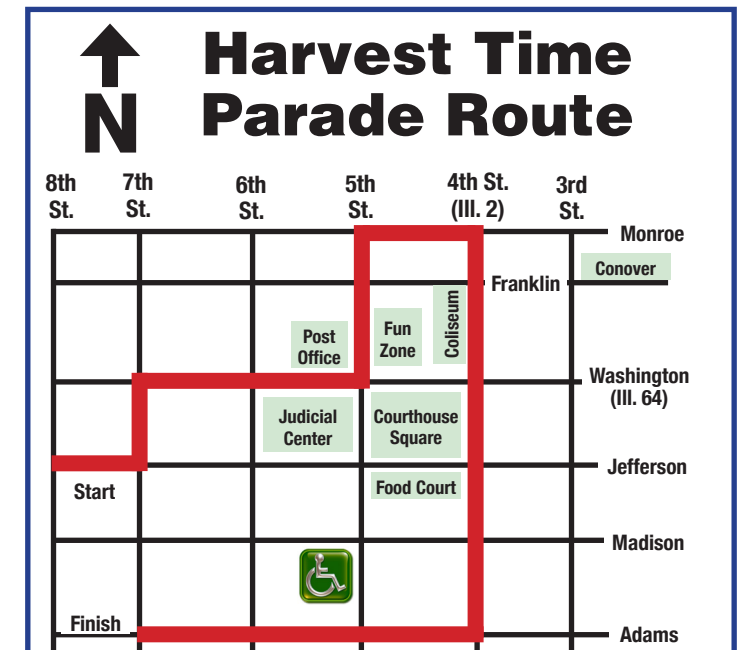 Harvest Time
Parade Route
N
8th
St.
7th
St.
6th
St.
5th
St.
4th St.
(Ill. 2)
3rd
St.
Monroe
Conover
Franklin
Coliseum
Fun
Zone
Post
Office
Washington
(Ill. 64)
Judicial
Center
Courthouse
Square
Jefferson
Food Court
Start
Madison
Finish
Adams